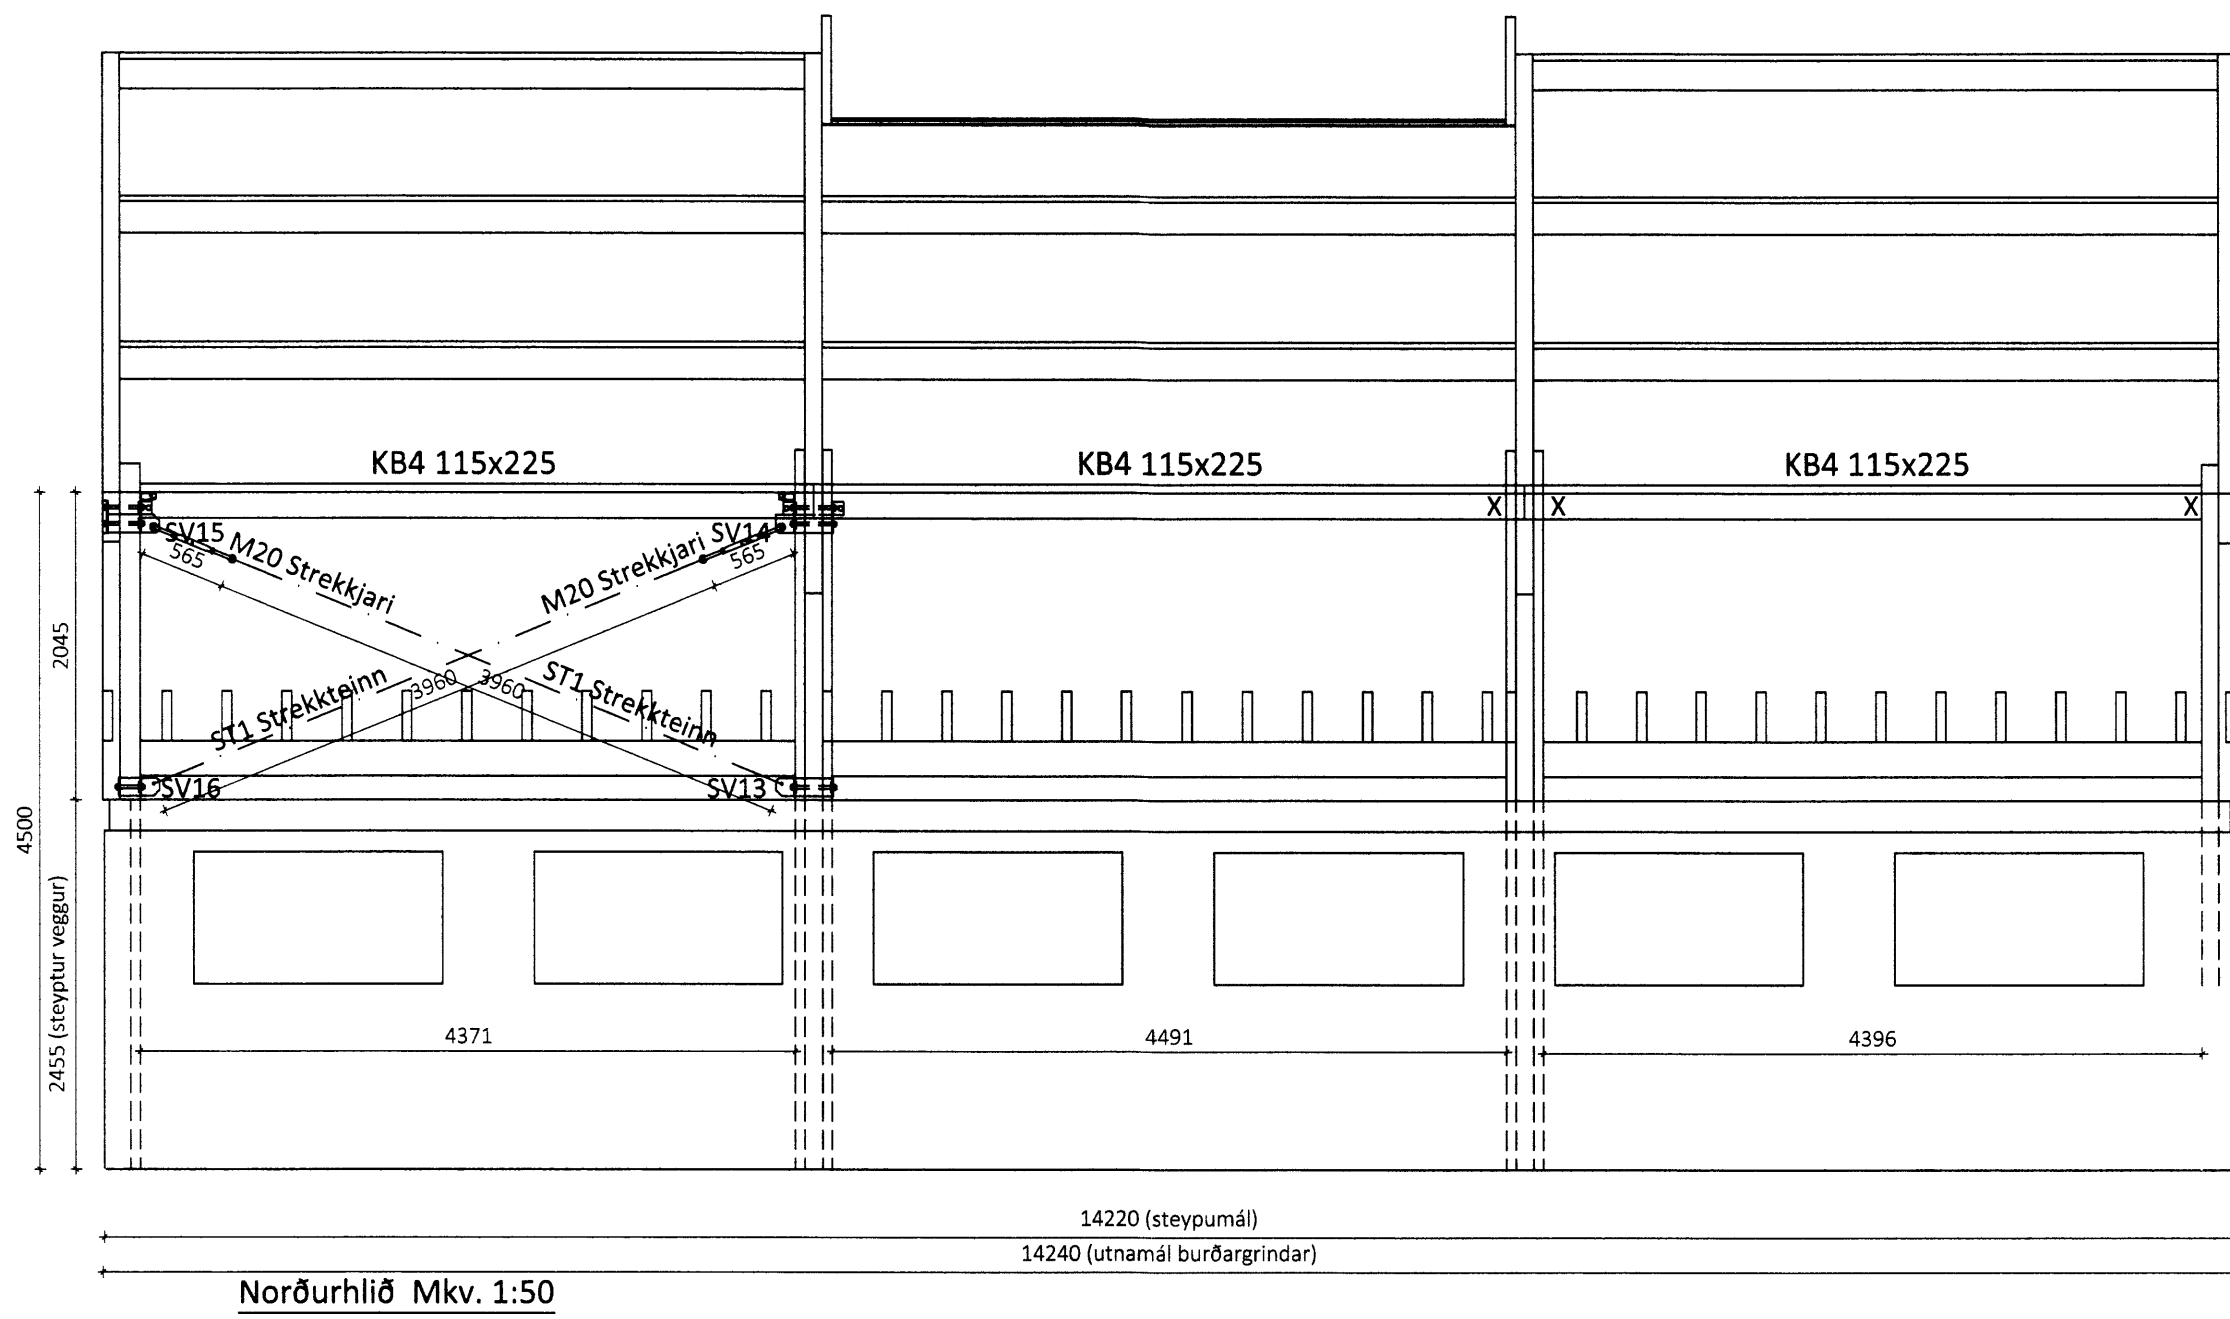 KB4 115x225
KB4 115x225
KB4 115x225
X
X
X
SV15
M20 Strekkjari
565
M20 Strekkjari
SV14
565
3960
3960
ST1 Strekkteinn
ST1 Strekkteinn
SV16
SV13
2045
4500
2455 (steyptur veggur)
4371
4491
4396
14220 (steypumál)
14240 (utnamál burðargrindar)
Norðurhlið Mkv. 1:50